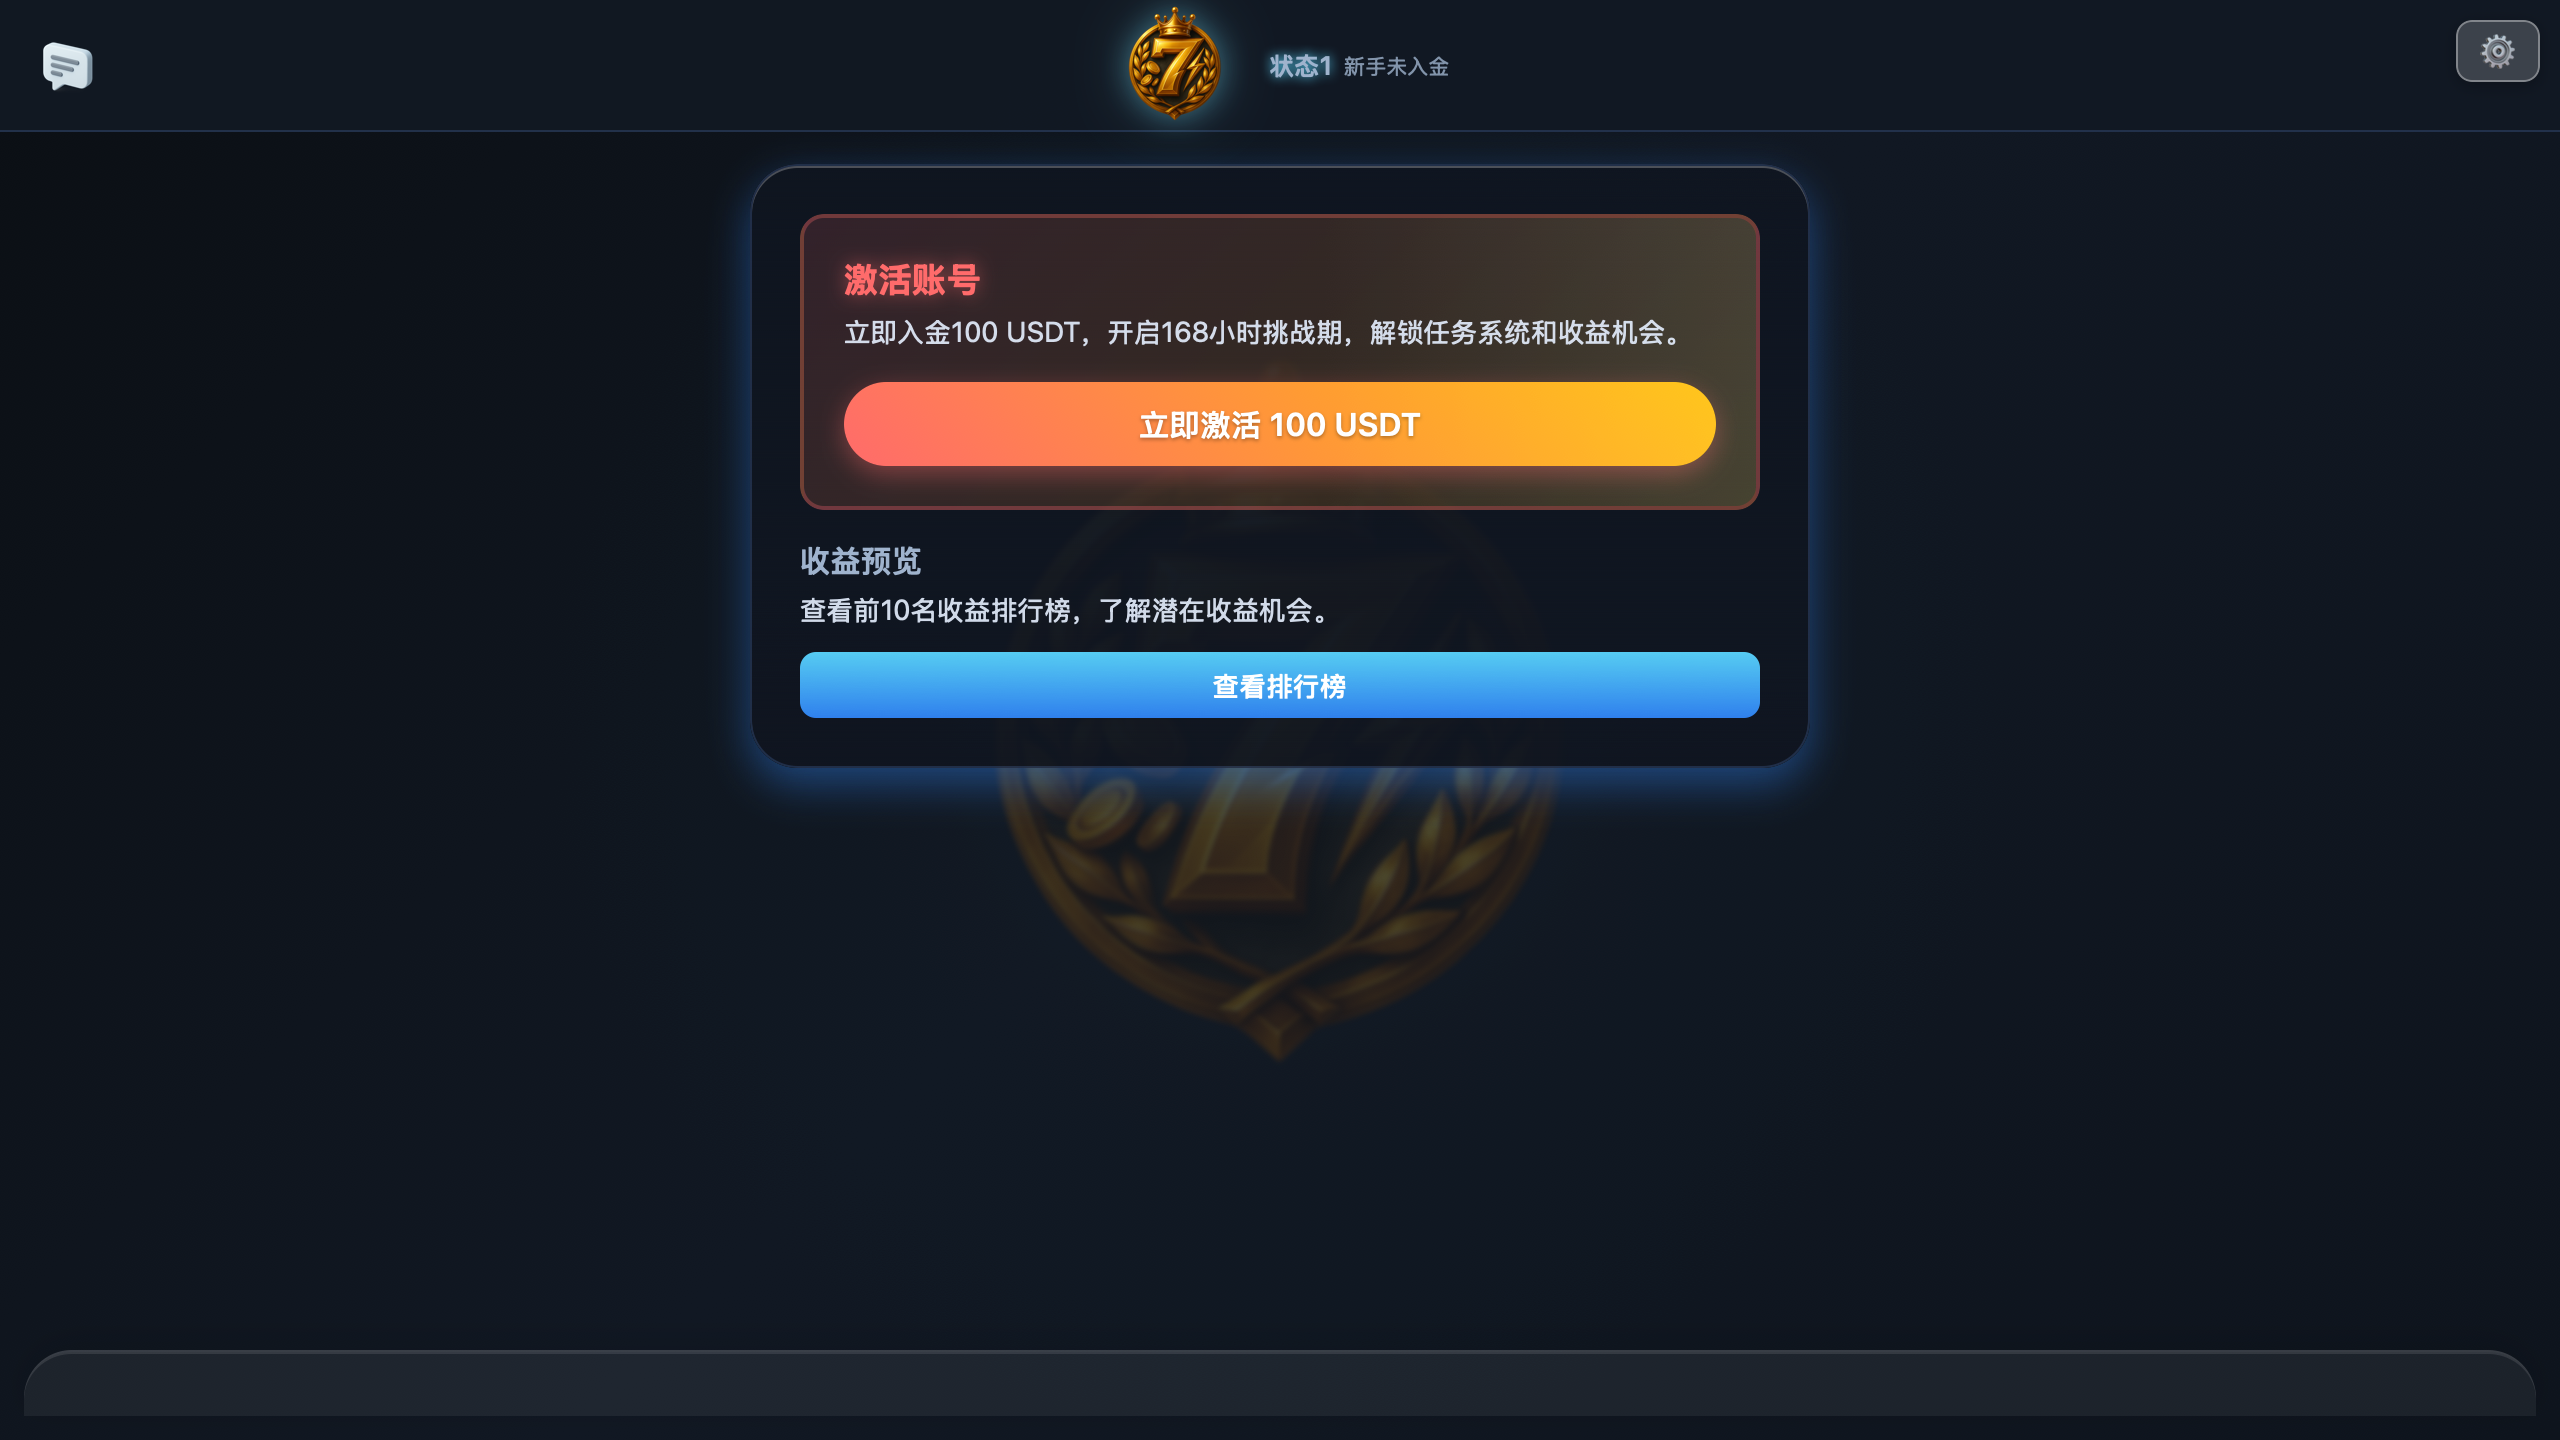 状态1 新手未入金
激活账号
立即入金100 USDT，开启168小时挑战期，解锁任务系统和收益机会。
立即激活 100 USDT
收益预览
查看前10名收益排行榜，了解潜在收益机会。
查看排行榜
7